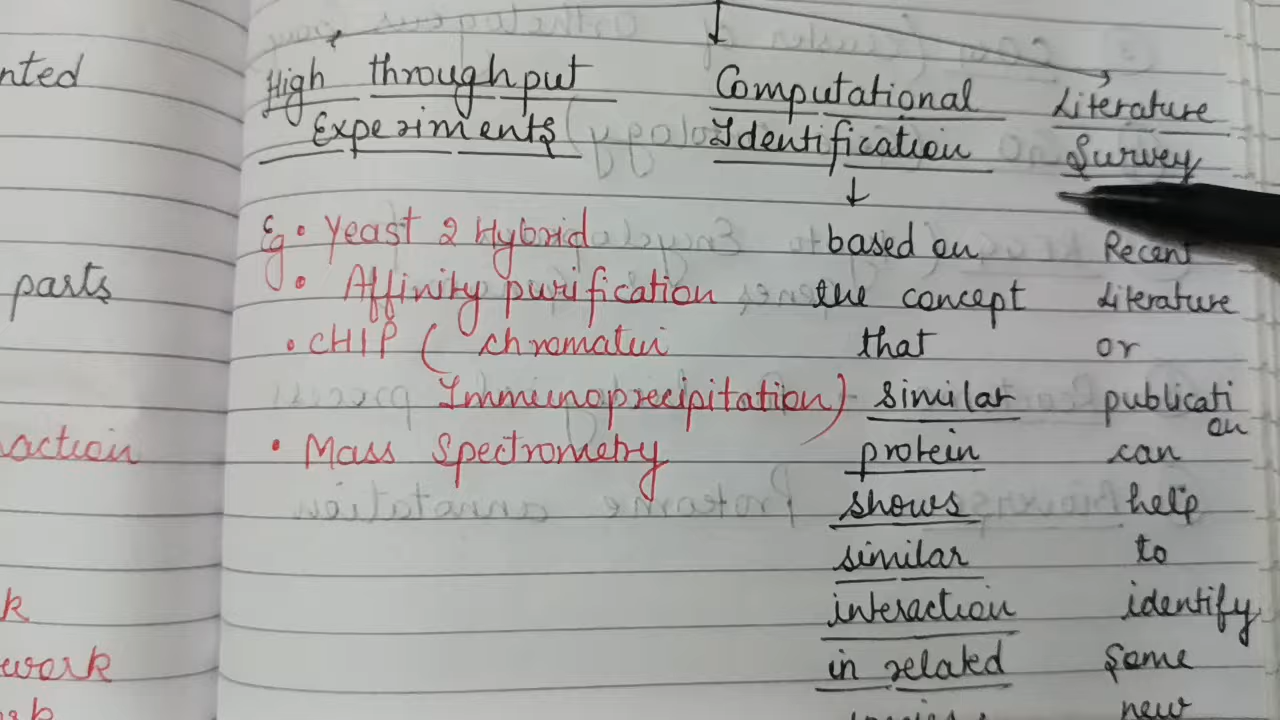 nted
parts
action
k
work
High throughput
Experiments
Eg • Yeast 2 Hybrid
• Affinity purification
• CHIP ( chromatin
Immunoprecipitation)
• Mass Spectrometry
Computational
Identification
↓
based on
the concept
that
similar
protein
shows
similar
interaction
in related
Literature
Survey
Recent
Literature
or
publicati
on
can
help
to
identify
some
new